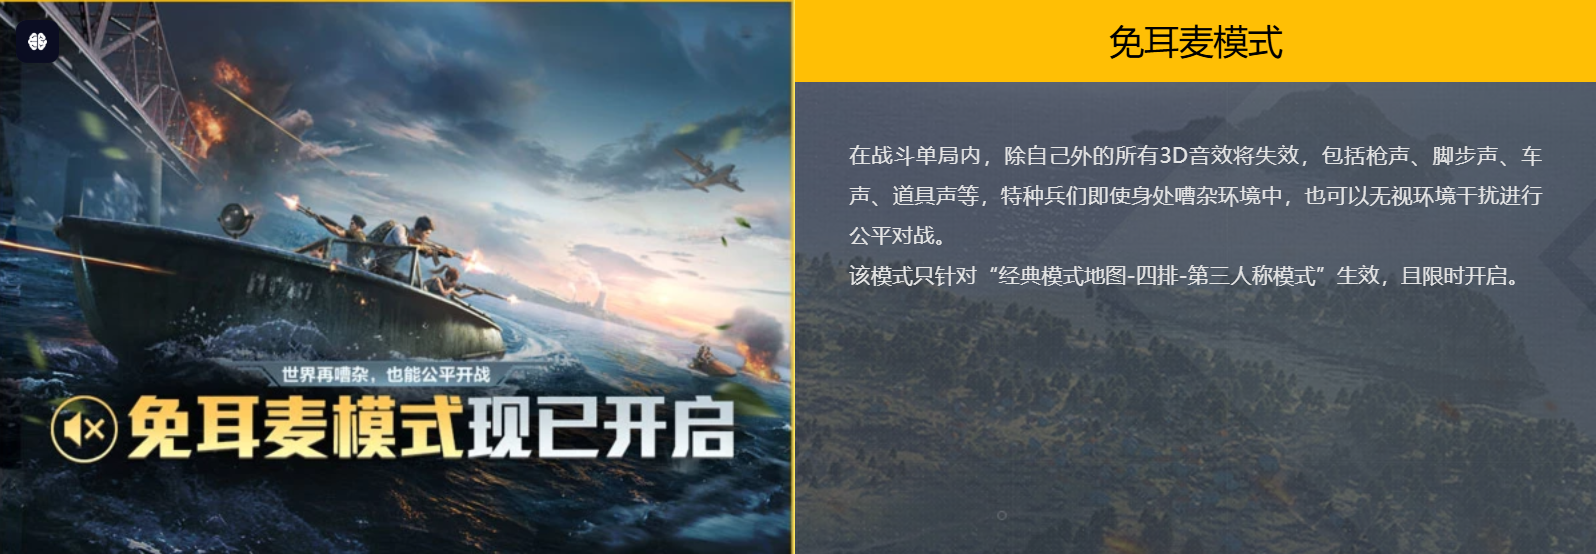 世界再嘈杂，也能公平开战
免耳麦模式现已开启
免耳麦模式
在战斗单局内，除自己外的所有3D音效将失效，包括枪声、脚步声、车
声、道具声等，特种兵们即使身处嘈杂环境中，也可以无视环境干扰进行
公平对战。
该模式只针对“经典模式地图-四排-第三人称模式”生效，且限时开启。